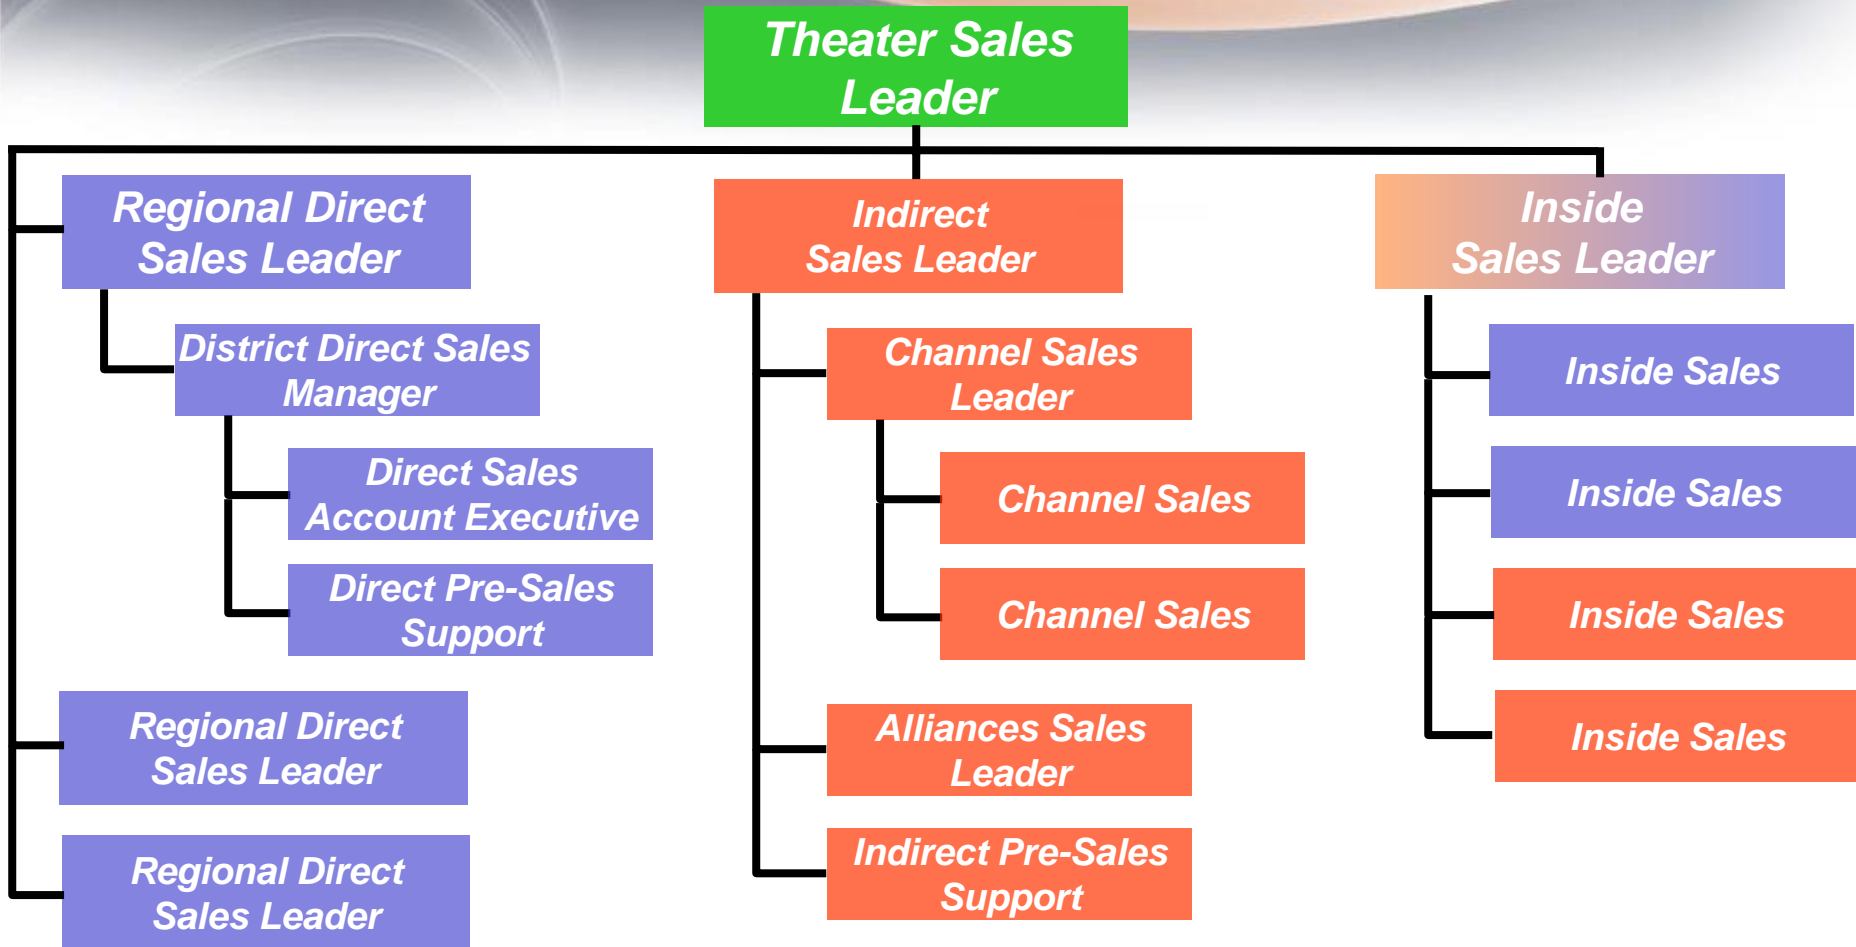 Theater Sales
Leader
Regional Direct
Sales Leader
District Direct Sales
Manager
Direct Sales
Account Executive
Direct Pre-Sales
Support
Regional Direct
Sales Leader
Regional Direct
Sales Leader
Indirect
Sales Leader
Channel Sales
Leader
Channel Sales
Channel Sales
Alliances Sales
Leader
Indirect Pre-Sales
Support
Inside
Sales Leader
Inside Sales
Inside Sales
Inside Sales
Inside Sales